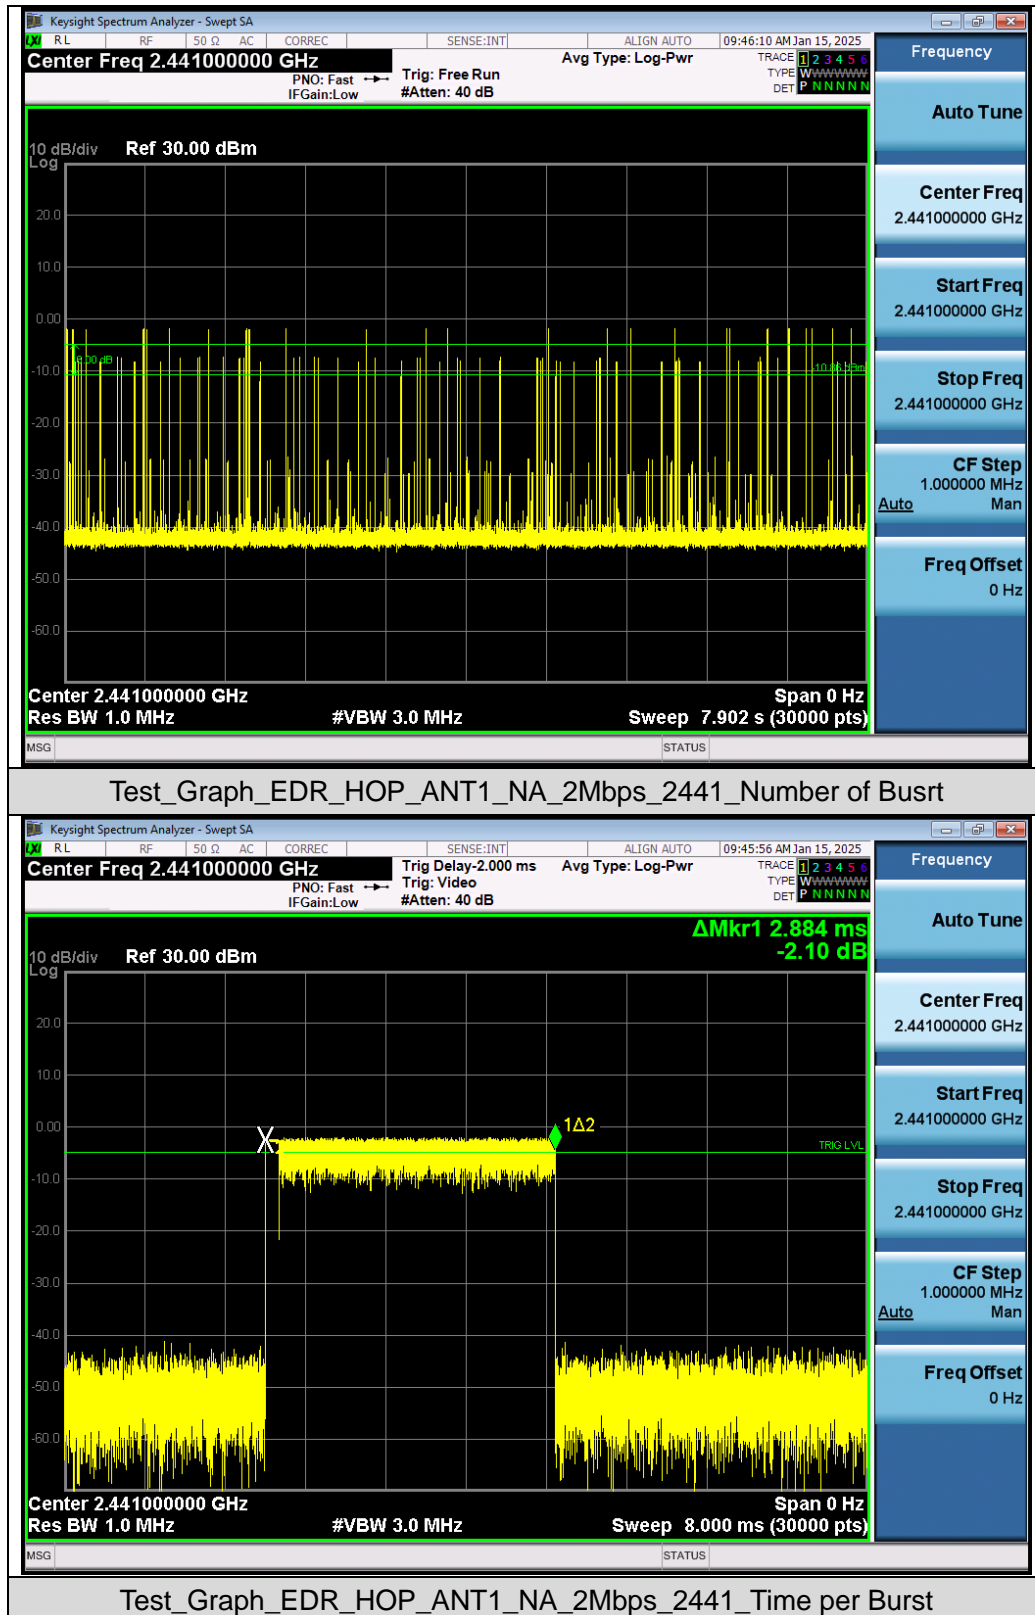 Keysight Spectrum Analyzer - Swept SA
LXI RL RF 50 Ω AC CORREC SENSE:INT ALIGN AUTO 09:46:10 AM Jan 15, 2025
Center Freq 2.441000000 GHz Avg Type: Log-Pwr TRACE 1 2 3 4 5 6
PNO: Fast Trig: Free Run TYPE WWWWWW
IFGain:Low #Atten: 40 dB DET P N N N N N
Frequency
Auto Tune
10 dB/div Ref 30.00 dBm
Log
20.0
10.0
0.00
-10.0
-20.0
-30.0
-40.0
-50.0
-60.0
-10.86 dBm
Center Freq
2.441000000 GHz
Start Freq
2.441000000 GHz
Stop Freq
2.441000000 GHz
CF Step
1.000000 MHz
Auto Man
Freq Offset
0 Hz
Center 2.441000000 GHz Span 0 Hz
Res BW 1.0 MHz #VBW 3.0 MHz Sweep 7.902 s (30000 pts)
MSG STATUS
Test_Graph_EDR_HOP_ANT1_NA_2Mbps_2441_Number of Busrt
Keysight Spectrum Analyzer - Swept SA
LXI RL RF 50 Ω AC CORREC SENSE:INT ALIGN AUTO 09:45:56 AM Jan 15, 2025
Center Freq 2.441000000 GHz Trig Delay-2.000 ms Avg Type: Log-Pwr TRACE 1 2 3 4 5 6
PNO: Fast Trig: Video TYPE WWWWWW
IFGain:Low #Atten: 40 dB DET P N N N N N
Frequency
Auto Tune
ΔMkr1 2.884 ms
-2.10 dB
10 dB/div Ref 30.00 dBm
Log
20.0
10.0
0.00
-10.0
-20.0
-30.0
-40.0
-50.0
-60.0
1Δ2
TRIG LVL
Center Freq
2.441000000 GHz
Start Freq
2.441000000 GHz
Stop Freq
2.441000000 GHz
CF Step
1.000000 MHz
Auto Man
Freq Offset
0 Hz
Center 2.441000000 GHz Span 0 Hz
Res BW 1.0 MHz #VBW 3.0 MHz Sweep 8.000 ms (30000 pts)
MSG STATUS
Test_Graph_EDR_HOP_ANT1_NA_2Mbps_2441_Time per Burst